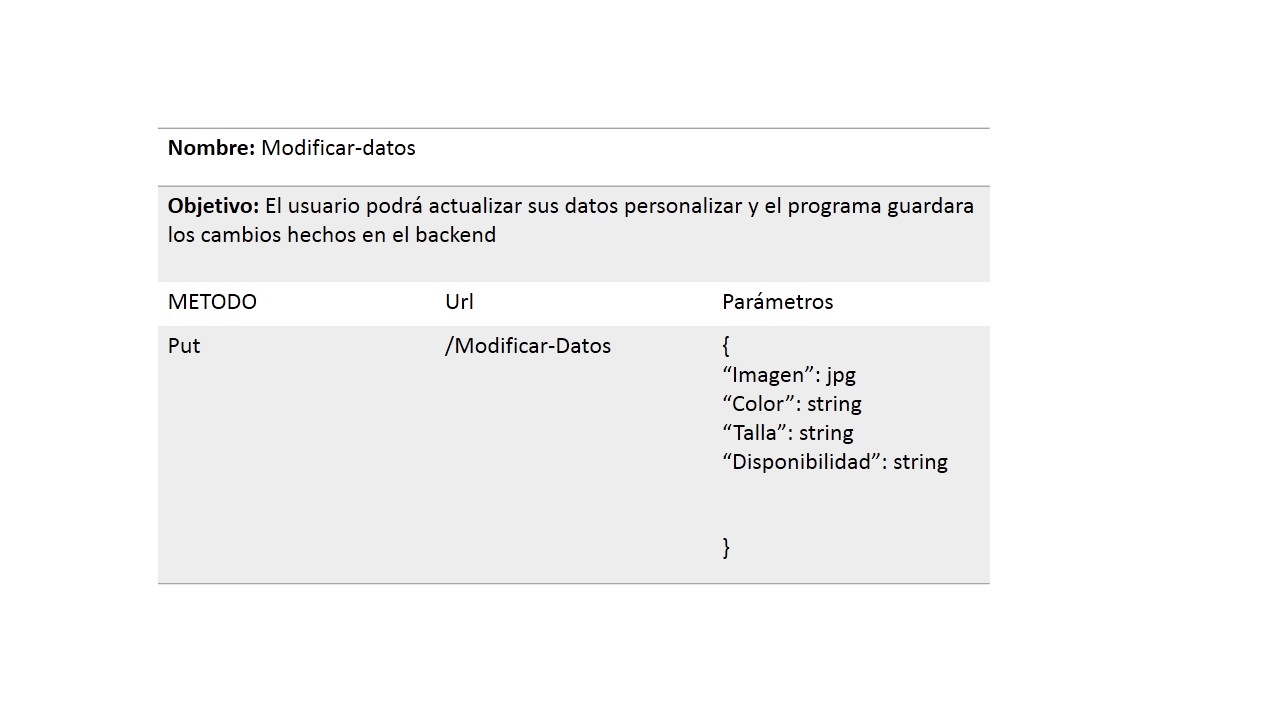 Nombre: Modificar-datos
Objetivo: El usuario podrá actualizar sus datos personalizar y el programa guardara
los cambios hechos en el backend
METODO Url Parámetros
Put /Modificar-Datos {
“Imagen”: jpg
“Color”: string
“Talla”: string
“Disponibilidad”: string
}